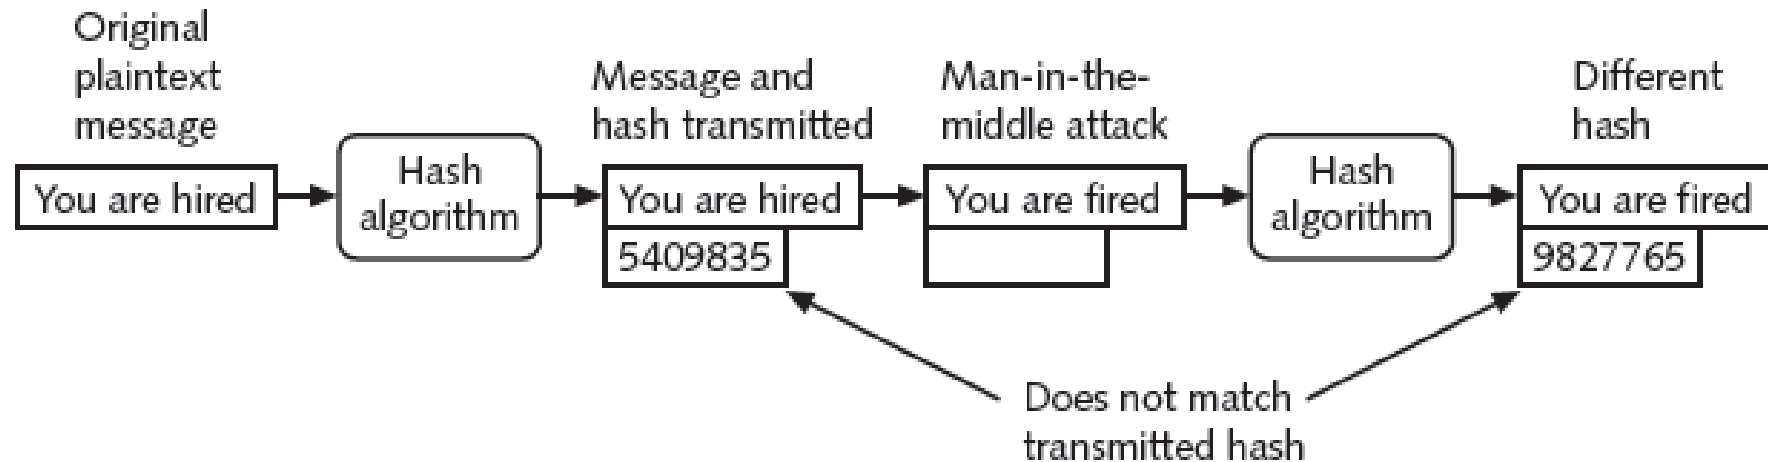 Original
plaintext
message
You are hired
Hash
algorithm
Message and
hash transmitted
You are hired
5409835
Man-in-the-
middle attack
You are fired
Hash
algorithm
Different
hash
You are fired
9827765
Does not match
transmitted hash